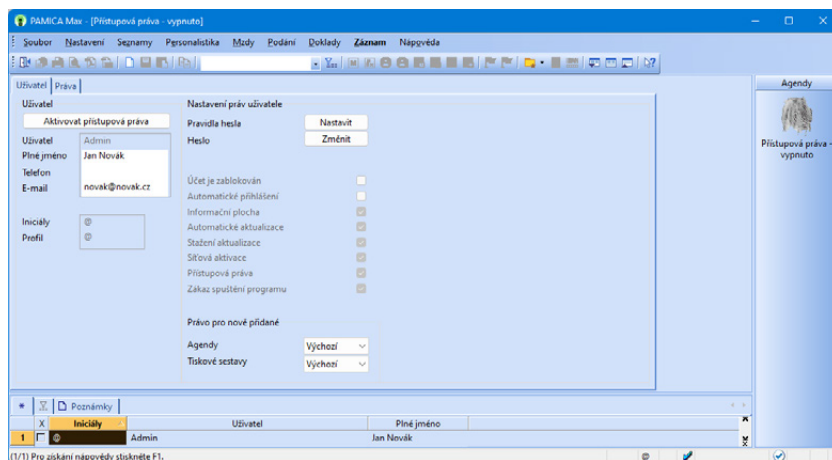 PAMICA Max - [Přístupová práva - vypnuto]
Soubor Nastavení Seznamy Personalistika Mzdy Podání Doklady Záznam Nápověda
Uživatel Práva
Agendy
Uživatel
Nastavení práv uživatele
Aktivovat přístupová práva
Pravidla hesla Nastavit
Heslo Změnit
Uživatel Admin
Plné jméno Jan Novák
Telefon
E-mail novak@novak.cz
Přístupová práva - vypnuto
Účet je zablokován
Automatické přihlášení
Iniciály @
Informační plocha
Profil @
Automatické aktualizace
Stažení aktualizace
Síťová aktivace
Přístupová práva
Zákaz spuštění programu
Právo pro nově přidané
Agendy Výchozí
Tiskové sestavy Výchozí
* Poznámky
X Iniciály Uživatel Plné jméno
1 @ Admin Jan Novák
(1/1) Pro získání nápovědy stiskněte F1. @